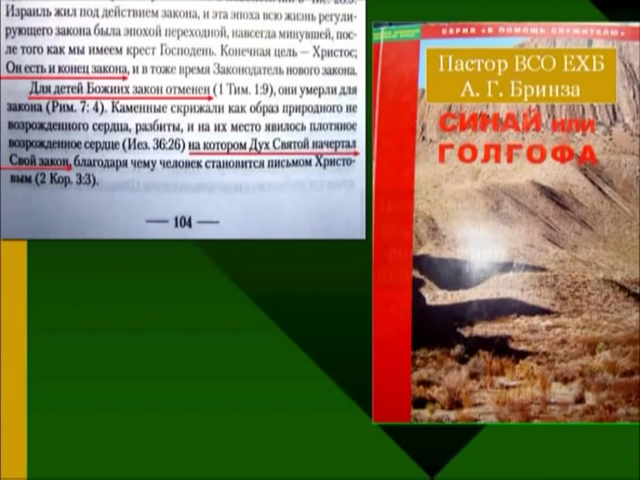 Израиль жил под действием закона, и эта эпоха всю жизнь регули-
рующего закона была эпохой переходной, навсегда минувшей, пос-
ле того как мы имеем крест Господень. Конечная цель — Христос;
Он есть и конец закона, и в тоже время Законодатель нового закона.
Для детей Божиих закон отменен (1 Тим. 1:9), они умерли для
закона (Рим. 7: 4). Каменные скрижали как образ природного не
возрожденного сердца, разбиты, и на их место явилось плотяное
возрожденное сердце (Иез. 36:26) на котором Дух Святой начертал
Свой закон, благодаря чему человек становится письмом Христо-
вым (2 Кор. 3:3).
— 104 —
СЕРИЯ «В ПОМОЩЬ СЛУЖИТЕЛЮ»
Пастор ВСО ЕХБ
А. Г. Бринза
СИНАЙ или
ГОЛГОФА